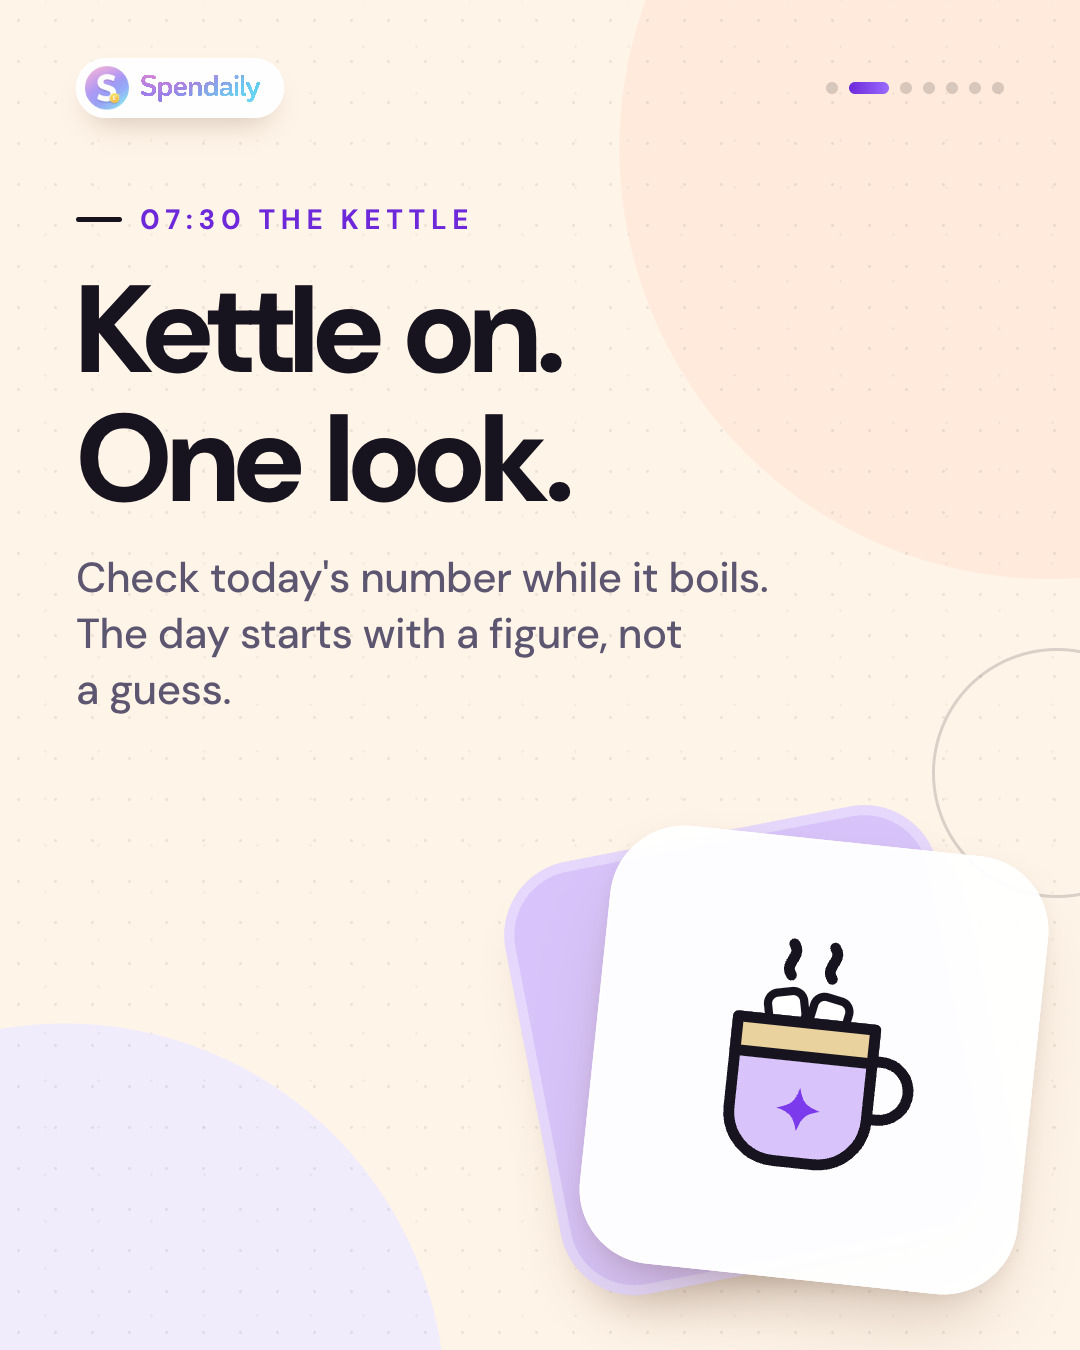 Spendaily
07:30 THE KETTLE
Kettle on.
One look.
Check today's number while it boils.
The day starts with a figure, not
a guess.